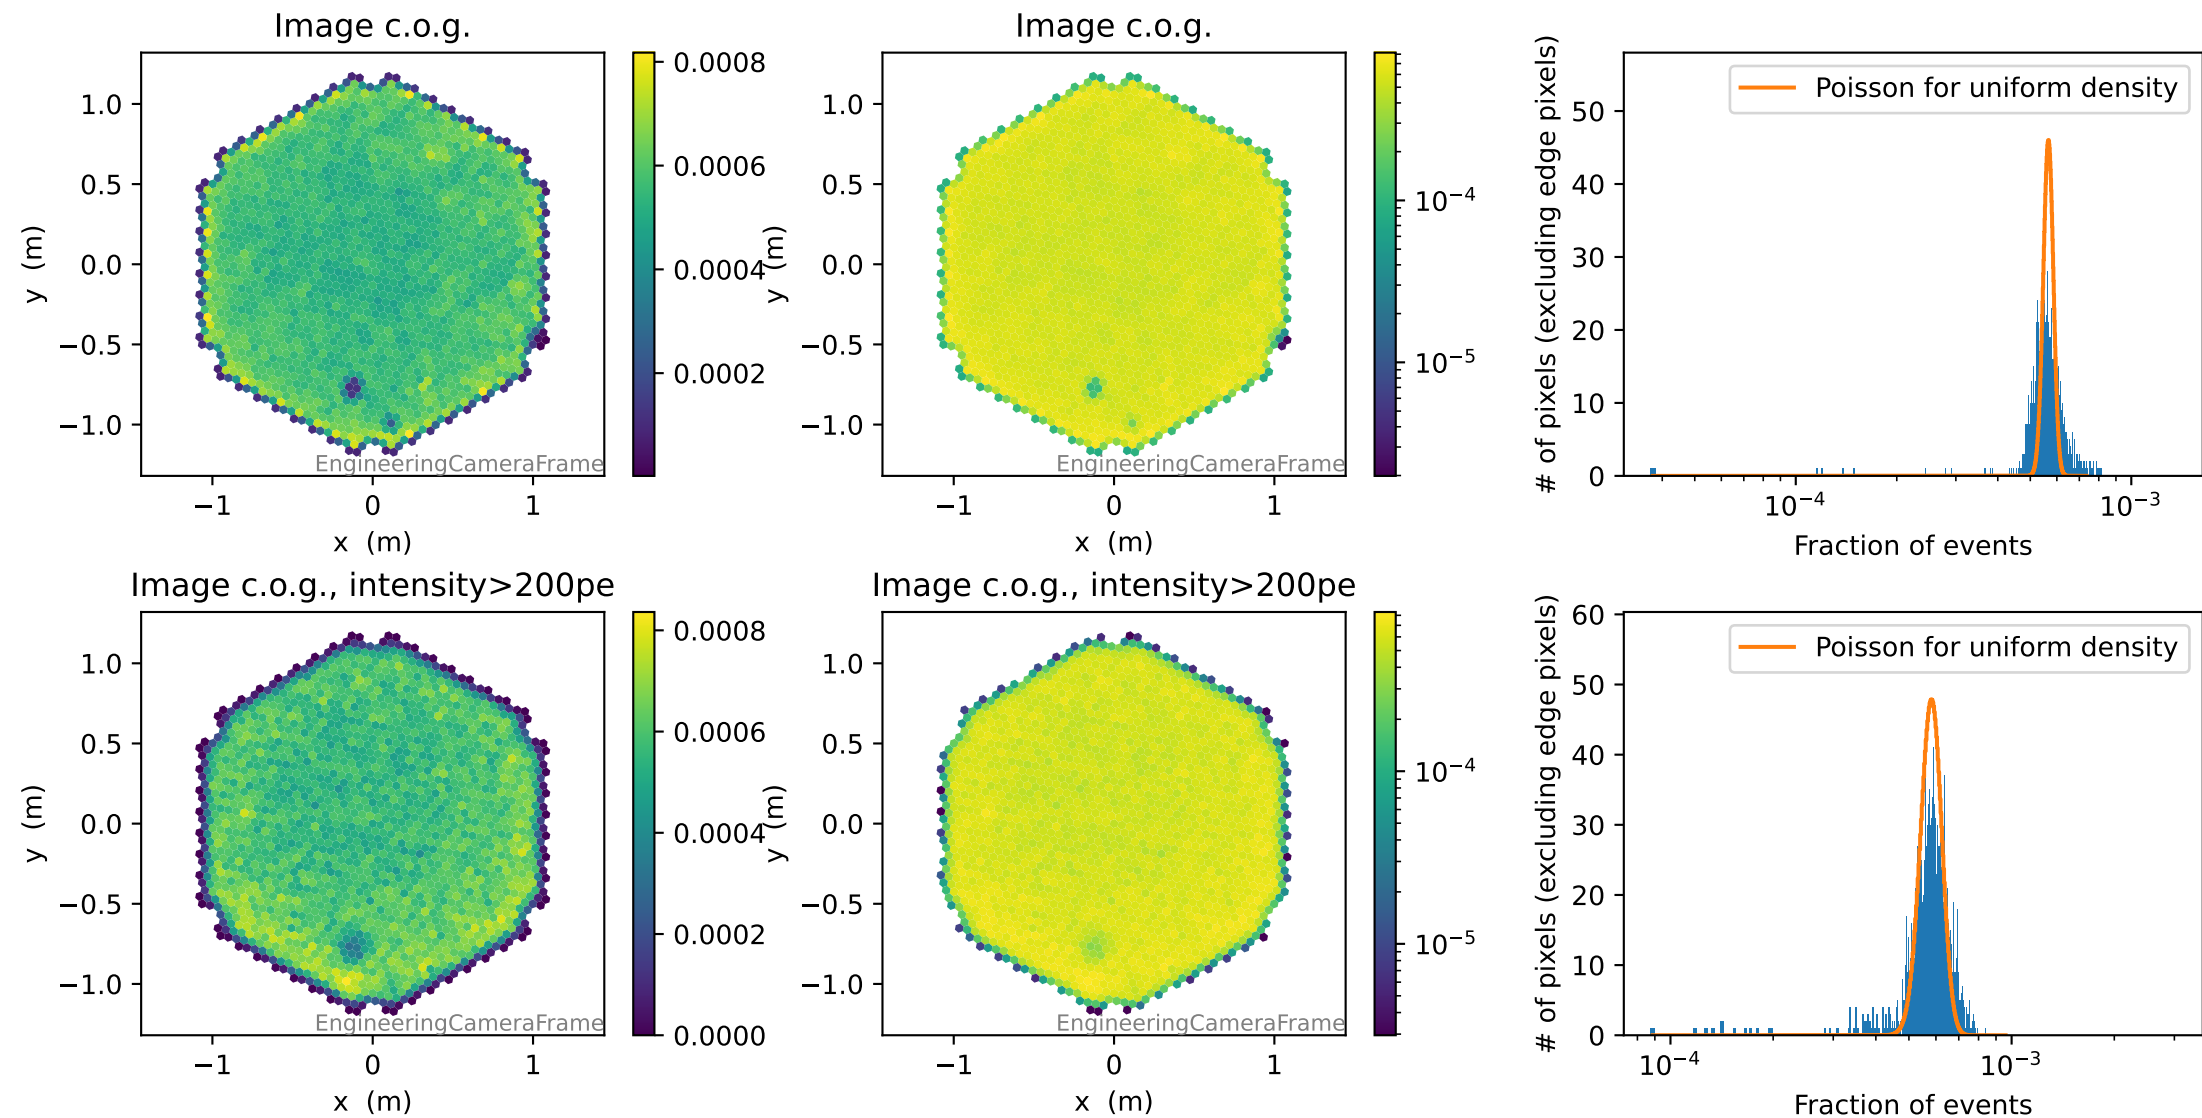 Image c.o.g.
y (m)
1.0
0.5
0.0
−0.5
−1.0
−1
0
1
x (m)
EngineeringCameraFrame
0.0008
0.0006
0.0004
0.0002
Image c.o.g.
y (m)
1.0
0.5
0.0
−0.5
−1.0
−1
0
1
x (m)
EngineeringCameraFrame
10⁻⁴
10⁻⁵
# of pixels (excluding edge pixels)
50
40
30
20
10
0
Poisson for uniform density
10⁻⁴
10⁻³
Fraction of events
Image c.o.g., intensity>200pe
y (m)
1.0
0.5
0.0
−0.5
−1.0
−1
0
1
x (m)
EngineeringCameraFrame
0.0008
0.0006
0.0004
0.0002
0.0000
Image c.o.g., intensity>200pe
y (m)
1.0
0.5
0.0
−0.5
−1.0
−1
0
1
x (m)
EngineeringCameraFrame
10⁻⁴
10⁻⁵
# of pixels (excluding edge pixels)
60
50
40
30
20
10
0
Poisson for uniform density
10⁻⁴
10⁻³
Fraction of events